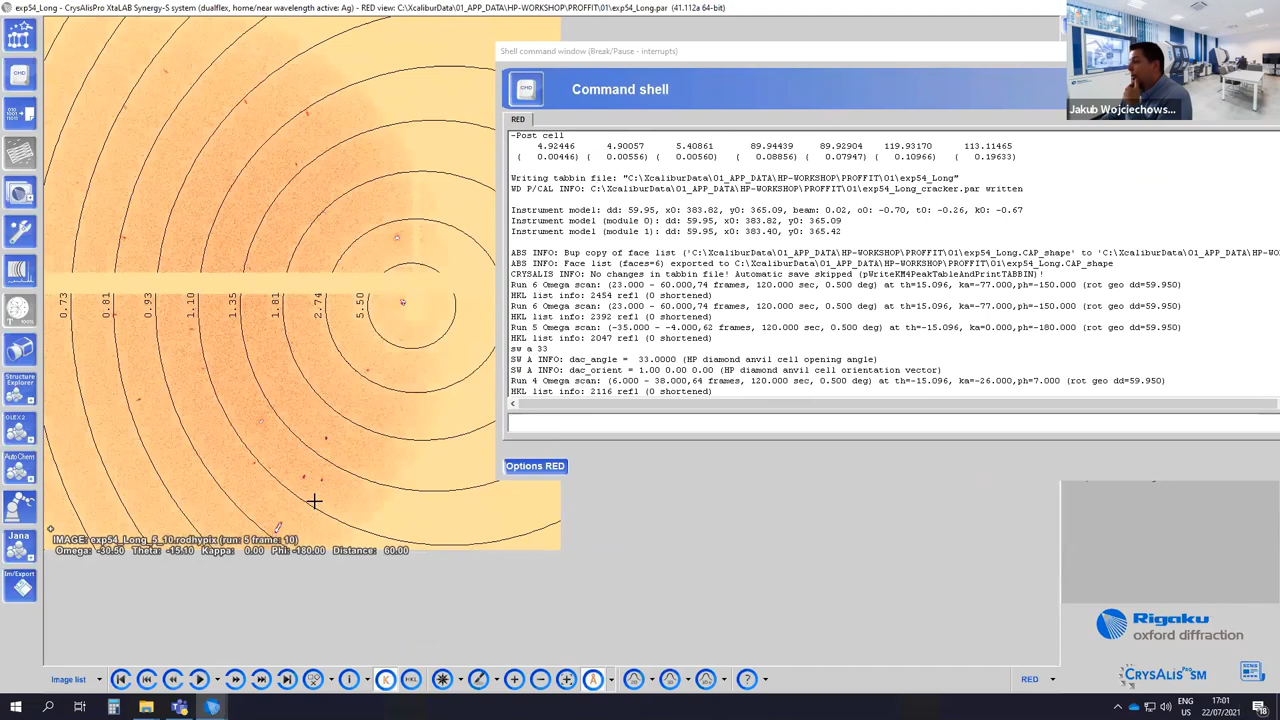 exp54_Long - CrysAlisPro XtaLAB Synergy-S system (dualflex, home/near wavelength active: Ag) - RED view: C:\XcaliburData\01_APP_DATA\HP-WORKSHOP\PROFFIT\01\exp54_Long.par (41.112a 64-bit)
Shell command window (Break/Pause - interrupts)
CMD
Command shell
Jakub Wojciechows...
RED
-Post cell
4.92446 4.90057 5.40861 89.94439 89.92904 119.93170 113.11465
( 0.00446) ( 0.00556) ( 0.00560) ( 0.08856) ( 0.07947) ( 0.10966) ( 0.19633)
Writing tabbin file: "C:\XcaliburData\01_APP_DATA\HP-WORKSHOP\PROFFIT\01\exp54_Long"
WD P/CAL INFO: C:\XcaliburData\01_APP_DATA\HP-WORKSHOP\PROFFIT\01\exp54_Long_cracker.par written
Instrument model: dd: 59.95, x0: 383.82, y0: 365.09, beam: 0.02, o0: -0.70, t0: -0.26, k0: -0.67
Instrument (module 0): dd: 59.95, x0: 383.82, y0: 365.09
Instrument (module 1): dd: 59.95, x0: 383.40, y0: 365.42
ABS INFO: Bup copy of face list ('C:\XcaliburData\01_APP_DATA\HP-WORKSHOP\PROFFIT\01\exp54_Long.CAP_shape' to 'C:\XcaliburData\01_APP_DATA\H
ABS INFO: Face list (faces=6) exported to C:\XcaliburData\01_APP_DATA\HP-WORKSHOP\PROFFIT\01\exp54_Long.CAP_shape
CRYSALIS INFO: No changes in tabbin file! Automatic save skipped (pWriteKM4PeakTableAndPrintTABBIN)!
Run 6 Omega scan: (23.000 - 60.000,74 frames, 120.000 sec, 0.500 deg) at th=-15.096, ka=-77.000,ph=-150.000 (rot geo dd=59.950)
HKL list info: 2454 refl (0 shortened)
Run 6 Omega scan: (23.000 - 60.000,74 frames, 120.000 sec, 0.500 deg) at th=-15.096, ka=-77.000,ph=-150.000 (rot geo dd=59.950)
HKL list info: 2392 refl (0 shortened)
Run 5 Omega scan: (-35.000 - -4.000,62 frames, 120.000 sec, 0.500 deg) at th=-15.096, ka=0.000,ph=-180.000 (rot geo dd=59.950)
HKL list info: 2047 refl (0 shortened)
sw a 33
SW A INFO: dac_angle = 33.0000 (HP diamond anvil cell opening angle)
SW A INFO: dac_orient = 1.00 0.00 0.00 (HP diamond anvil cell orientation vector)
Run 4 Omega scan: (6.000 - 38.000,64 frames, 120.000 sec, 0.500 deg) at th=-15.096, ka=-26.000,ph=7.000 (rot geo dd=59.950)
HKL list info: 2116 refl (0 shortened)
Options RED
0.73 0.81 0.93 1.10 1.35 1.81 2.74 5.50
CMD
Structure Explorer
OLEX2
AutoChem
Jana
Im/Export
IMAGE: exp54_Long_5_10.rodhypix (run: 5 frame: 10)
Omega: -30.50 Theta: -15.10 Kappa: 0.00 Phi: -180.00 Distance: 60.00
Rigaku
oxford diffraction
Image list
K
HKL
Å
RED
CRYSALISPRO SM
ENG
US
17:01
22/07/2021
18